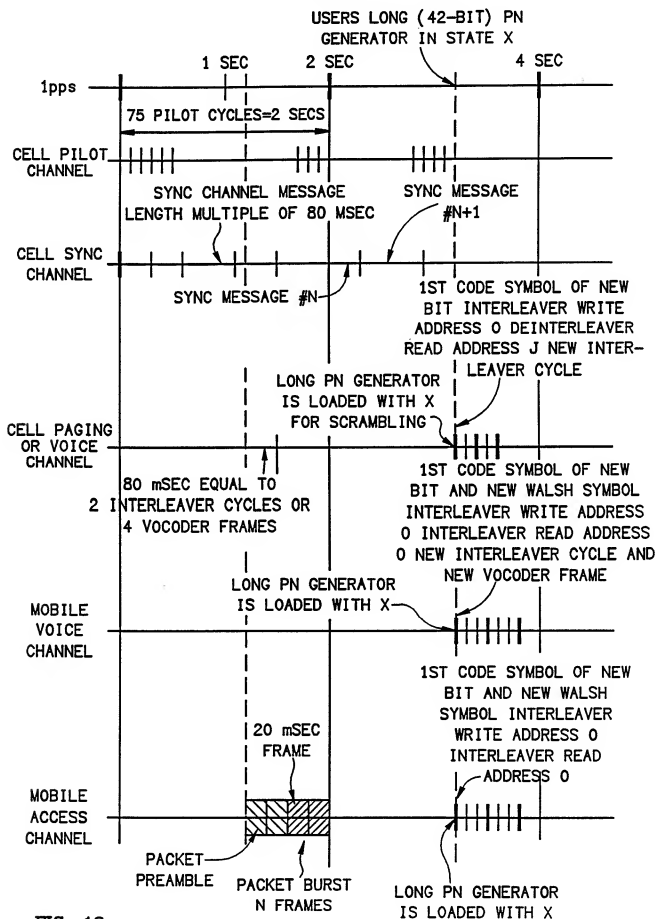 USERS LONG (42-BIT) PN
GENERATOR IN STATE X
1 SEC
2 SEC
4 SEC
1pps
75 PILOT CYCLES=2 SECS
CELL PILOT
CHANNEL
SYNC CHANNEL MESSAGE
LENGTH MULTIPLE OF 80 MSEC
SYNC MESSAGE
#N+1
CELL SYNC
CHANNEL
SYNC MESSAGE #N
1ST CODE SYMBOL OF NEW
BIT INTERLEAVER WRITE
ADDRESS 0 DEINTERLEAVER
READ ADDRESS J NEW INTER-
LEAVER CYCLE
LONG PN GENERATOR
IS LOADED WITH X
FOR SCRAMBLING
CELL PAGING
OR VOICE
CHANNEL
80 mSEC EQUAL TO
2 INTERLEAVER CYCLES OR
4 VOCODER FRAMES
1ST CODE SYMBOL OF NEW
BIT AND NEW WALSH SYMBOL
INTERLEAVER WRITE ADDRESS
0 INTERLEAVER READ ADDRESS
0 NEW INTERLEAVER CYCLE AND
NEW VOCODER FRAME
LONG PN GENERATOR
IS LOADED WITH X
MOBILE
VOICE
CHANNEL
1ST CODE SYMBOL OF NEW
BIT AND NEW WALSH
SYMBOL INTERLEAVER
WRITE ADDRESS 0
INTERLEAVER READ
ADDRESS 0
20 mSEC
FRAME
MOBILE
ACCESS
CHANNEL
PACKET
PREAMBLE
PACKET BURST
N FRAMES
LONG PN GENERATOR
IS LOADED WITH X